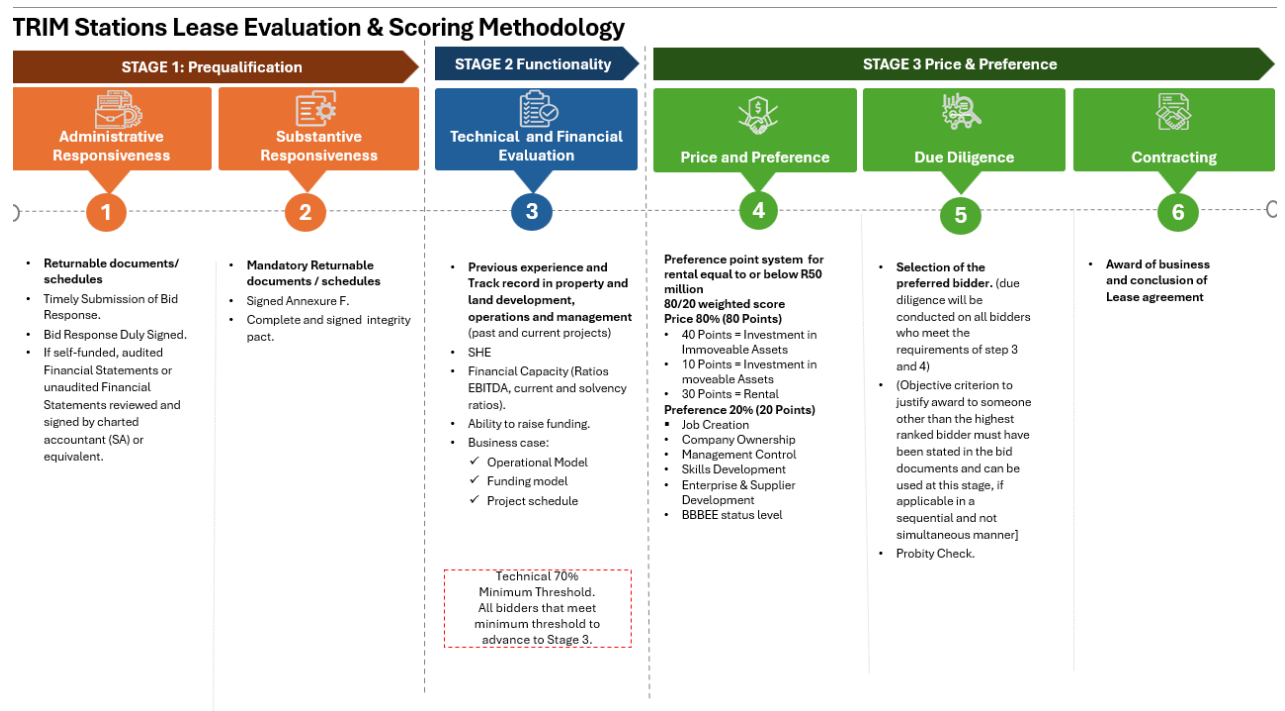 TRIM Stations Lease Evaluation & Scoring Methodology
STAGE 1: Prequalification
STAGE 2 Functionality
STAGE 3 Price & Preference
Administrative
Responsiveness
Substantive
Responsiveness
Technical and Financial
Evaluation
Price and Preference
Due Diligence
Contracting
1
2
3
4
5
6
• Returnable documents/
schedules
• Timely Submission of Bid
Response.
• Bid Response Duly Signed.
• If self-funded, audited
Financial Statements or
unaudited Financial
Statements reviewed and
signed by charted
accountant (SA) or
equivalent.
• Mandatory Returnable
documents / schedules
• Signed Annexure F.
• Complete and signed integrity
pact.
• Previous experience and
Track record in property and
land development,
operations and management
(past and current projects)
• SHE
• Financial Capacity (Ratios
EBITDA, current and solvency
ratios).
• Ability to raise funding.
• Business case:
✓ Operational Model
✓ Funding model
✓ Project schedule
Technical 70%
Minimum Threshold.
All bidders that meet
minimum threshold to
advance to Stage 3.
Preference point system for
rental equal to or below R50
million
80/20 weighted score
Price 80% (80 Points)
• 40 Points = Investment in
Immoveable Assets
• 10 Points = Investment in
moveable Assets
• 30 Points = Rental
Preference 20% (20 Points)
▪ Job Creation
• Company Ownership
• Management Control
• Skills Development
• Enterprise & Supplier
Development
• BBBEE status level
• Selection of the
preferred bidder. (due
diligence will be
conducted on all bidders
who meet the
requirements of step 3
and 4)
• (Objective criterion to
justify award to someone
other than the highest
ranked bidder must have
been stated in the bid
documents and can be
used at this stage, if
applicable in a
sequential and not
simultaneous manner]
• Probity Check.
• Award of business
and conclusion of
Lease agreement